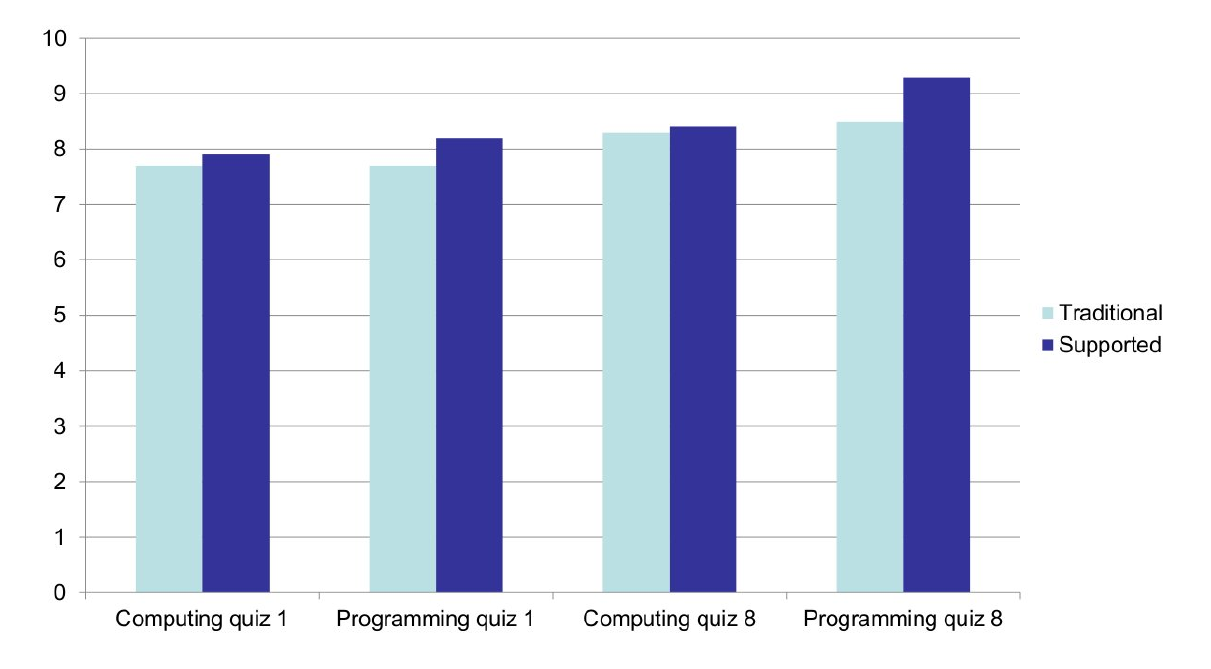 10
9
8
7
6
5
4
3
2
1
0
Computing quiz 1
Programming quiz 1
Computing quiz 8
Programming quiz 8
Traditional
Supported